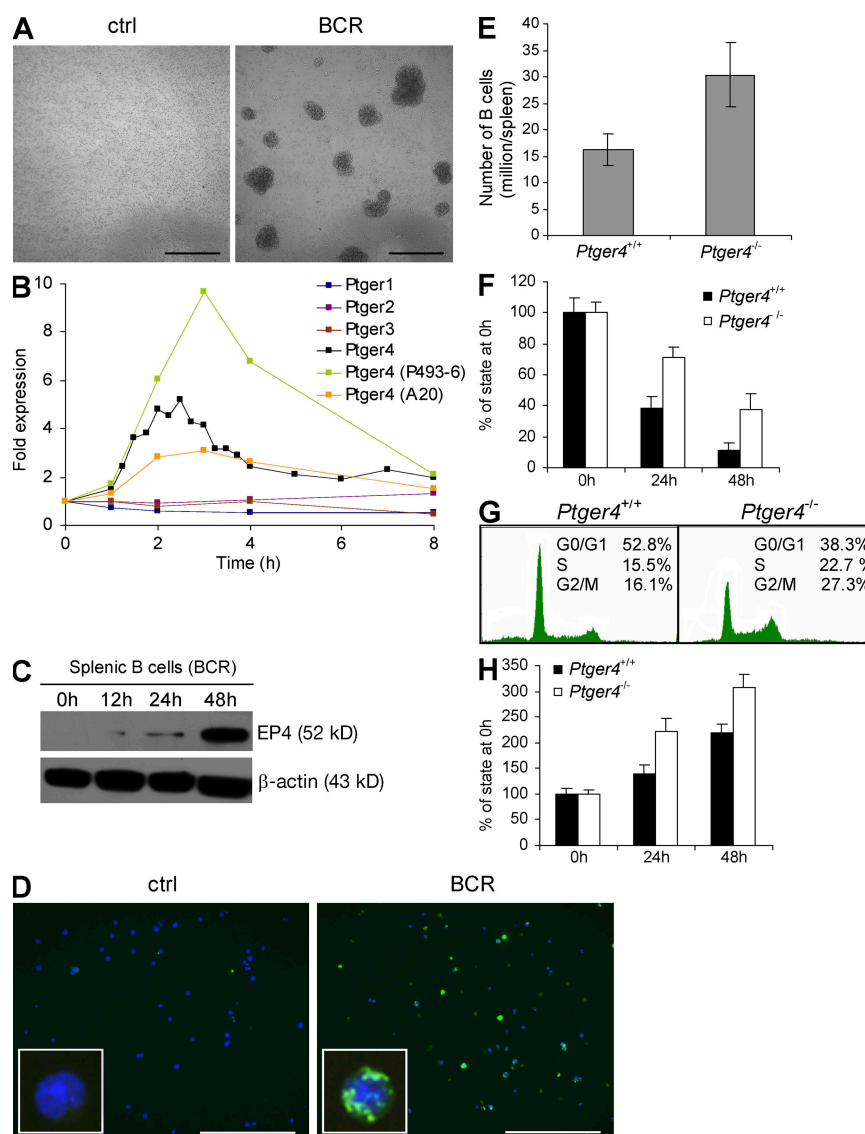 A
ctrl
BCR
B
10
8
6
4
2
0
Fold expression
0
2
4
6
8
Time (h)
Ptger1
Ptger2
Ptger3
Ptger4
Ptger4 (P493-6)
Ptger4 (A20)
C
Splenic B cells (BCR)
0h 12h 24h 48h
EP4 (52 kD)
β-actin (43 kD)
D
ctrl
BCR
E
40
35
30
25
20
15
10
5
0
Number of B cells
(million/spleen)
Ptger4+/+
Ptger4-/-
F
120
100
80
60
40
20
0
% of state at 0h
Ptger4+/+
Ptger4-/-
0h
24h
48h
G
Ptger4+/+
Ptger4-/-
G0/G1 52.8%
S 15.5%
G2/M 16.1%
G0/G1 38.3%
S 22.7 %
G2/M 27.3%
H
350
300
250
200
150
100
50
0
% of state at 0h
Ptger4+/+
Ptger4-/-
0h
24h
48h